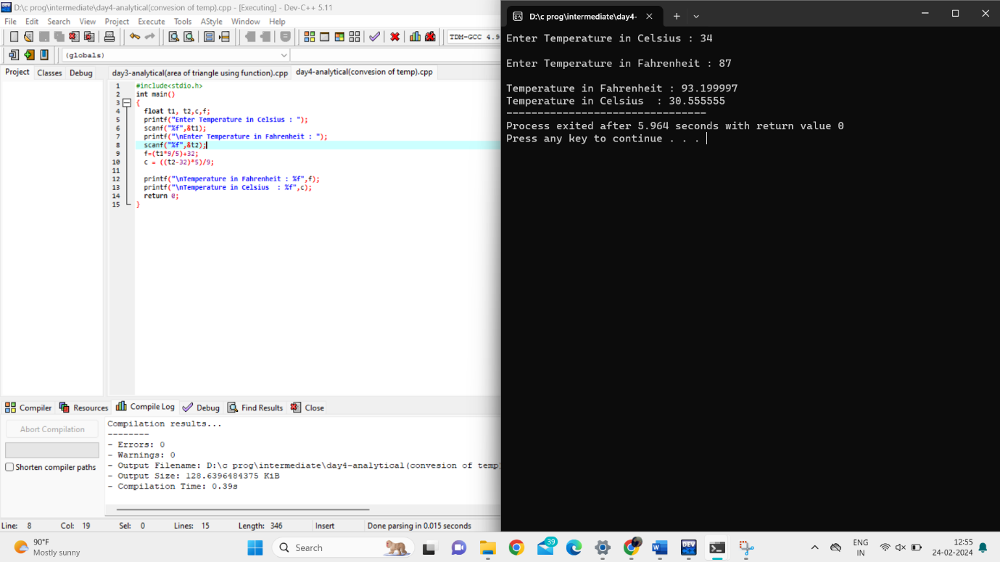 D:\c prog\intermediate\day4-analytical(convesion of temp).cpp - [Executing] - Dev-C++ 5.11
File Edit Search View Project Execute Tools AStyle Window Help
TDM-GCC 4.9
(globals)
Project Classes Debug
day3-analytical(area of triangle using function).cpp day4-analytical(convesion of temp).cpp
1 #include<stdio.h>
2 int main()
3 {
4 float t1, t2,c,f;
5 printf("Enter Temperature in Celsius : ");
6 scanf("%f",&t1);
7 printf("\nEnter Temperature in Fahrenheit : ");
8 scanf("%f",&t2);
9 f=(t1*9/5)+32;
10 c = ((t2-32)*5)/9;
11
12 printf("\nTemperature in Fahrenheit : %f",f);
13 printf("\nTemperature in Celsius  : %f",c);
14 return 0;
15 }
Compiler Resources Compile Log Debug Find Results Close
Abort Compilation
Shorten compiler paths
Compilation results...
--------
- Errors: 0
- Warnings: 0
- Output Filename: D:\c prog\intermediate\day4-analytical(convesion of temp
- Output Size: 128.6396484375 KiB
- Compilation Time: 0.39s
Line: 8 Col: 19 Sel: 0 Lines: 15 Length: 346 Insert Done parsing in 0.015 seconds
D:\c prog\intermediate\day4-
Enter Temperature in Celsius : 34
Enter Temperature in Fahrenheit : 87
Temperature in Fahrenheit : 93.199997
Temperature in Celsius  : 30.555555
--------------------------------
Process exited after 5.964 seconds with return value 0
Press any key to continue . . .
90°F
Mostly sunny
Search
39
W
DEV
ENG
IN
12:55
24-02-2024